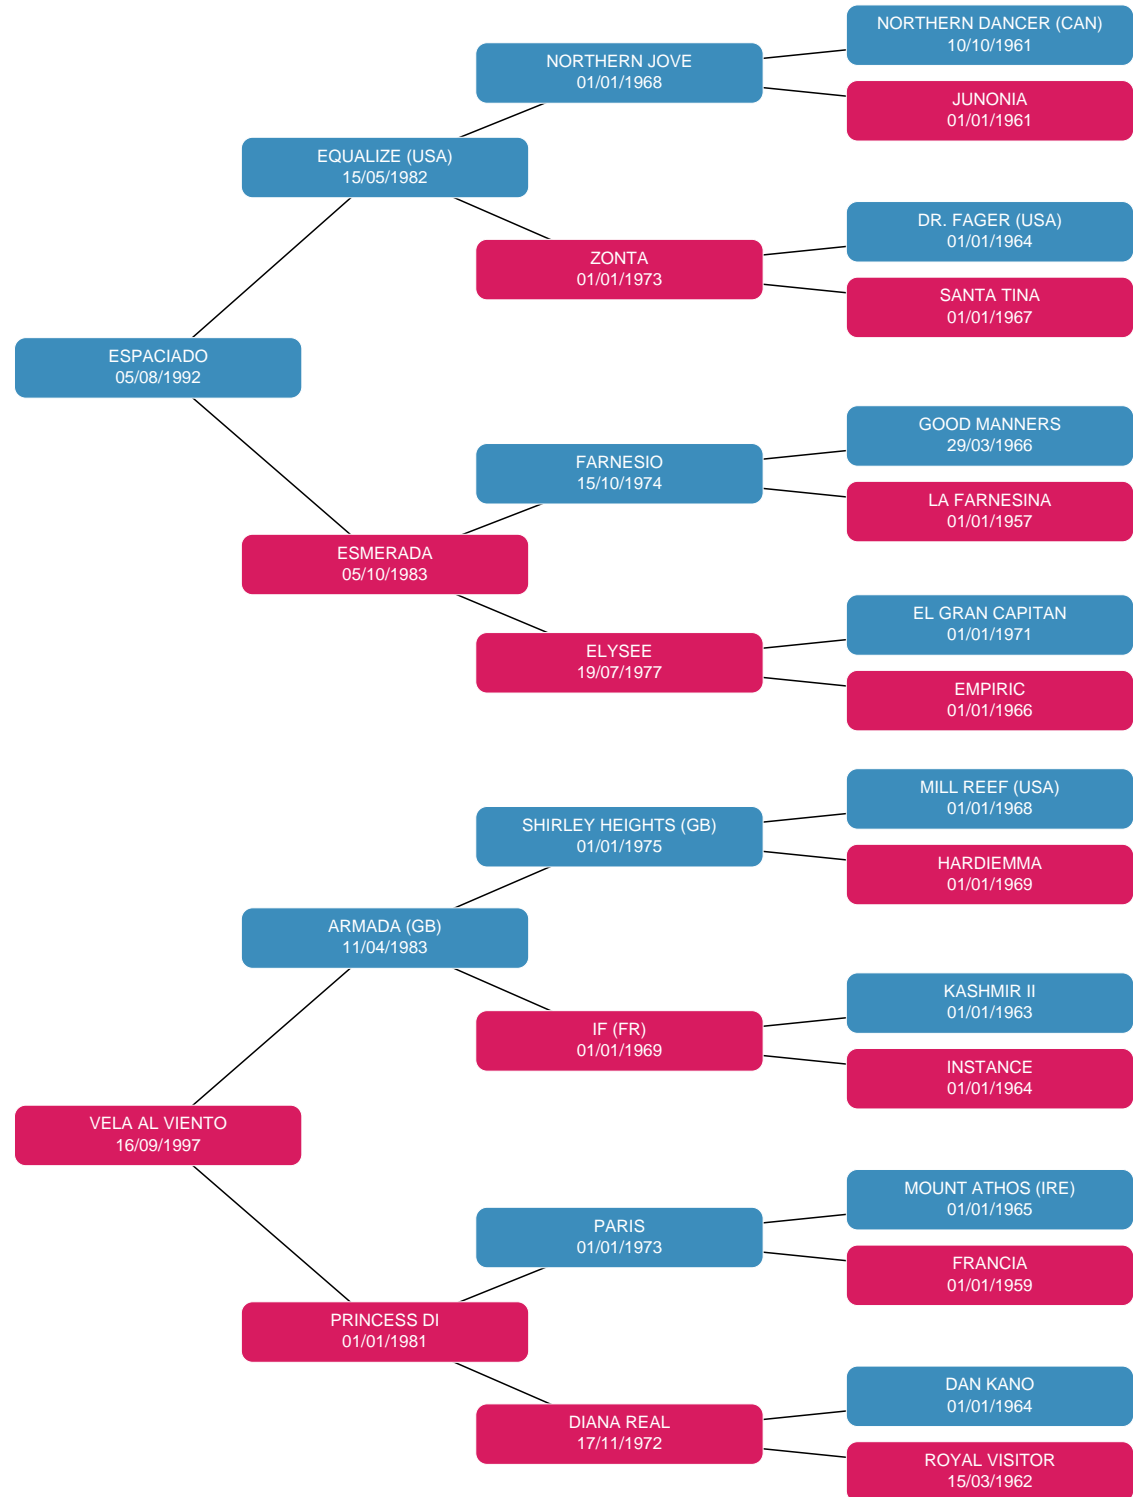 NORTHERN DANCER (CAN)
10/10/1961
NORTHERN JOVE
01/01/1968
JUNONIA
01/01/1961
EQUALIZE (USA)
15/05/1982
DR. FAGER (USA)
01/01/1964
ZONTA
01/01/1973
SANTA TINA
01/01/1967
ESPACIADO
05/08/1992
GOOD MANNERS
29/03/1966
FARNESIO
15/10/1974
LA FARNESINA
01/01/1957
ESMERADA
05/10/1983
EL GRAN CAPITAN
01/01/1971
ELYSEE
19/07/1977
EMPIRIC
01/01/1966
MILL REEF (USA)
01/01/1968
SHIRLEY HEIGHTS (GB)
01/01/1975
HARDIEMMA
01/01/1969
ARMADA (GB)
11/04/1983
KASHMIR II
01/01/1963
IF (FR)
01/01/1969
INSTANCE
01/01/1964
VELA AL VIENTO
16/09/1997
MOUNT ATHOS (IRE)
01/01/1965
PARIS
01/01/1973
FRANCIA
01/01/1959
PRINCESS DI
01/01/1981
DAN KANO
01/01/1964
DIANA REAL
17/11/1972
ROYAL VISITOR
15/03/1962